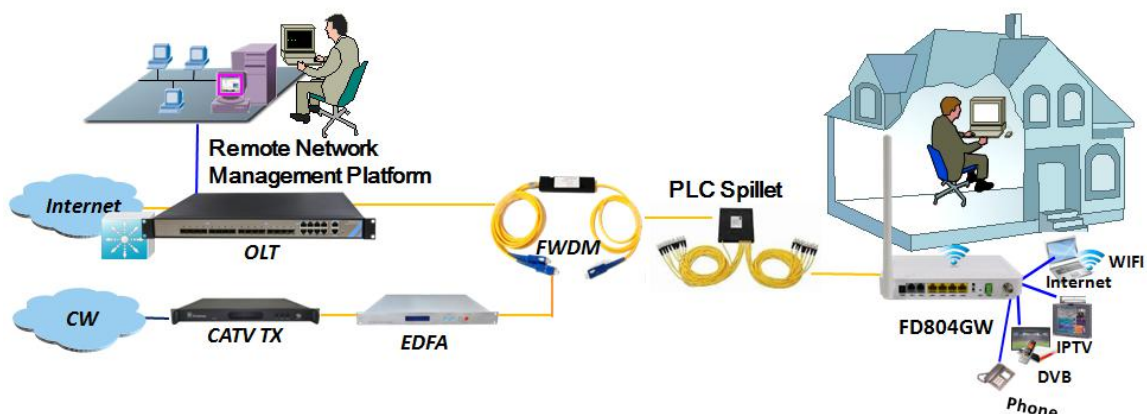 Remote Network
Management Platform
Internet
OLT
FWDM
PLC Spillet
CW
CATV TX
EDFA
FD804GW
WIFI
Internet
IPTV
DVB
Phone